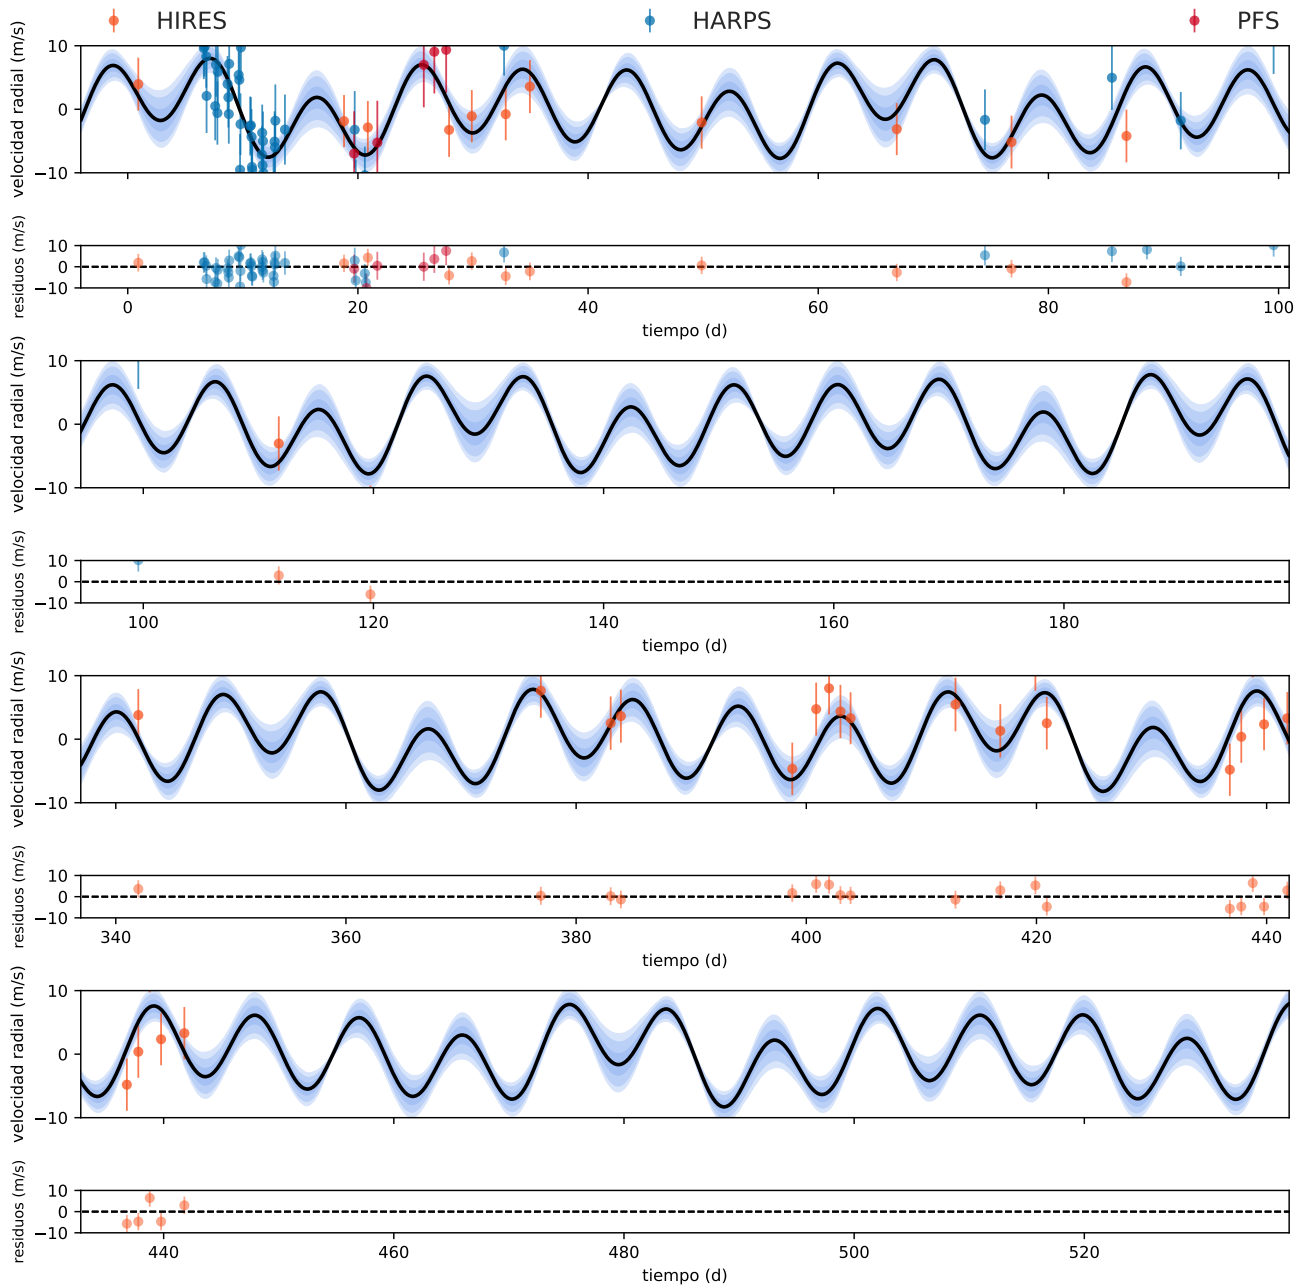 HIRES HARPS PFS
velocidad radial (m/s)
10
0
−10
residuos (m/s)
10
0
−10
0 20 40 60 80 100
tiempo (d)
velocidad radial (m/s)
10
0
−10
residuos (m/s)
10
0
−10
100 120 140 160 180
tiempo (d)
velocidad radial (m/s)
10
0
−10
residuos (m/s)
10
0
−10
340 360 380 400 420 440
tiempo (d)
velocidad radial (m/s)
10
0
−10
residuos (m/s)
10
0
−10
440 460 480 500 520
tiempo (d)